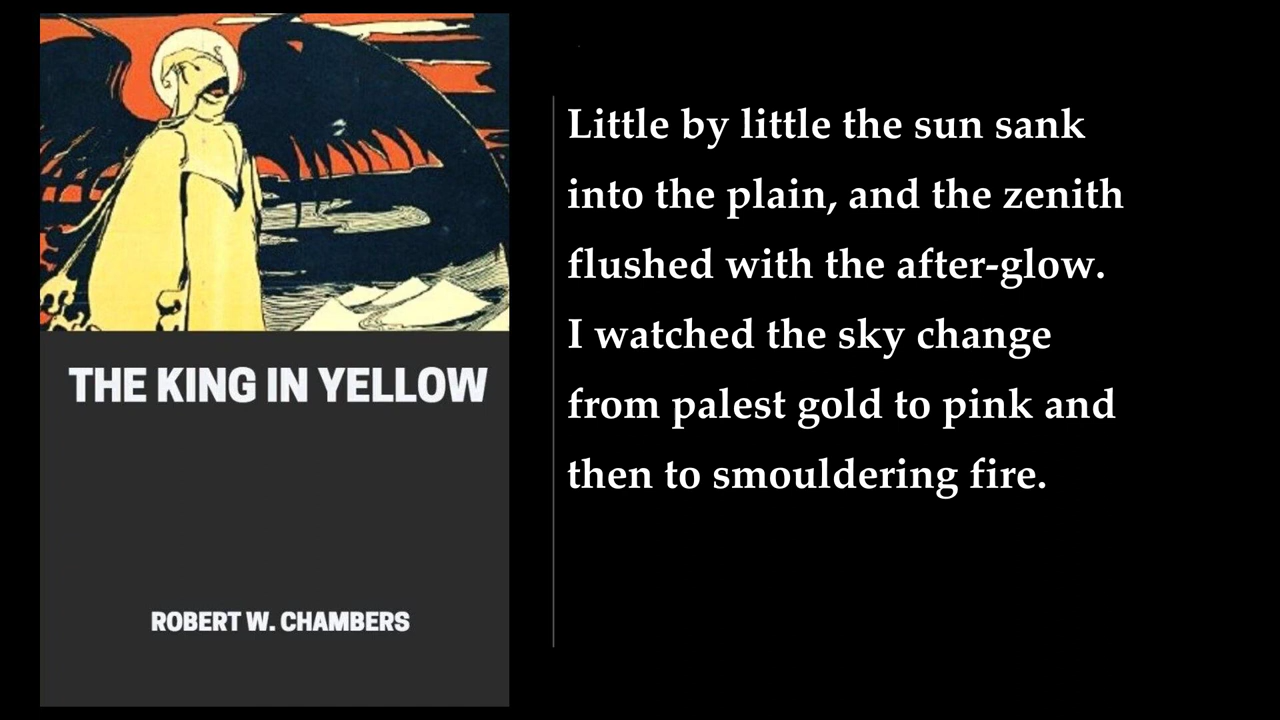 THE KING IN YELLOW
ROBERT W. CHAMBERS
Little by little the sun sank
into the plain, and the zenith
flushed with the after-glow.
I watched the sky change
from palest gold to pink and
then to smouldering fire.